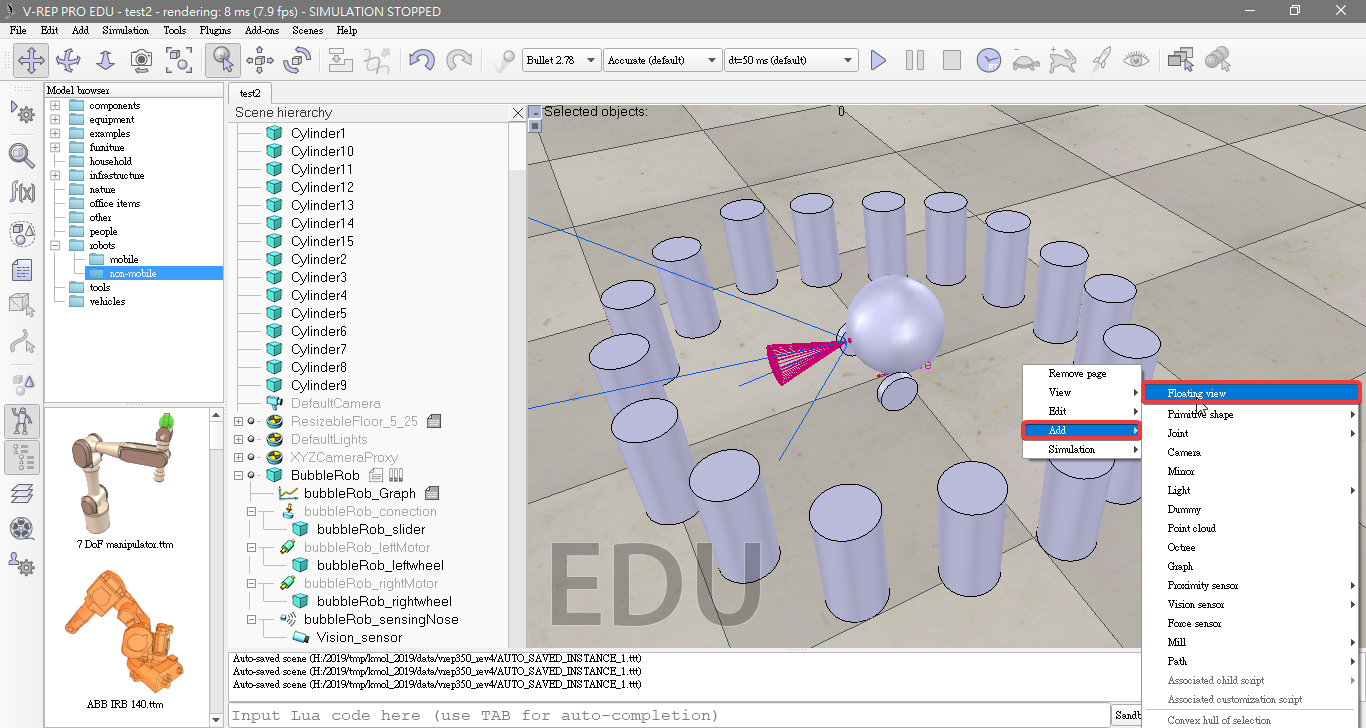 V-REP PRO EDU - test2 - rendering: 8 ms (7.9 fps) - SIMULATION STOPPED
File Edit Add Simulation Tools Plugins Add-ons Scenes Help
Bullet 2.78 Accurate (default) dt=50 ms (default)
Model browser
components
equipment
examples
furniture
household
infrastructure
nature
office items
other
people
robots
mobile
non-mobile
tools
vehicles
7 DoF manipulator.ttm
ABB IRB 140.ttm
test2
Scene hierarchy
Cylinder1
Cylinder10
Cylinder11
Cylinder12
Cylinder13
Cylinder14
Cylinder15
Cylinder2
Cylinder3
Cylinder4
Cylinder5
Cylinder6
Cylinder7
Cylinder8
Cylinder9
DefaultCamera
ResizableFloor_5_25
DefaultLights
XYZCameraProxy
BubbleRob
bubbleRob_Graph
bubbleRob_conection
bubbleRob_slider
bubbleRob_leftMotor
bubbleRob_leftwheel
bubbleRob_rightMotor
bubbleRob_rightwheel
bubbleRob_sensingNose
Vision_sensor
Selected objects: 0
EDU
Remove page
View
Edit
Add
Simulation
Floating view
Primitive shape
Joint
Camera
Mirror
Light
Dummy
Point cloud
Octree
Graph
Proximity sensor
Vision sensor
Force sensor
Mill
Path
Associated child script
Associated customization script
Convex hull of selection
Auto-saved scene (H:/2019/tmp/kmol_2019/data/vrep350_rev4/AUTO_SAVED_INSTANCE_1.ttt)
Auto-saved scene (H:/2019/tmp/kmol_2019/data/vrep350_rev4/AUTO_SAVED_INSTANCE_1.ttt)
Auto-saved scene (H:/2019/tmp/kmol_2019/data/vrep350_rev4/AUTO_SAVED_INSTANCE_1.ttt)
Input Lua code here (use TAB for auto-completion)